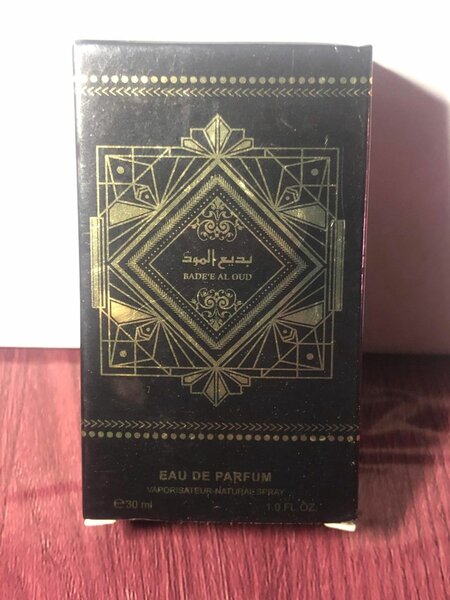 بديع العود
BADE'E AL OUD
EAU DE PARFUM
VAPORISATEUR-NATURAL SPRAY
℮30 ml 1.0 FL.OZ.